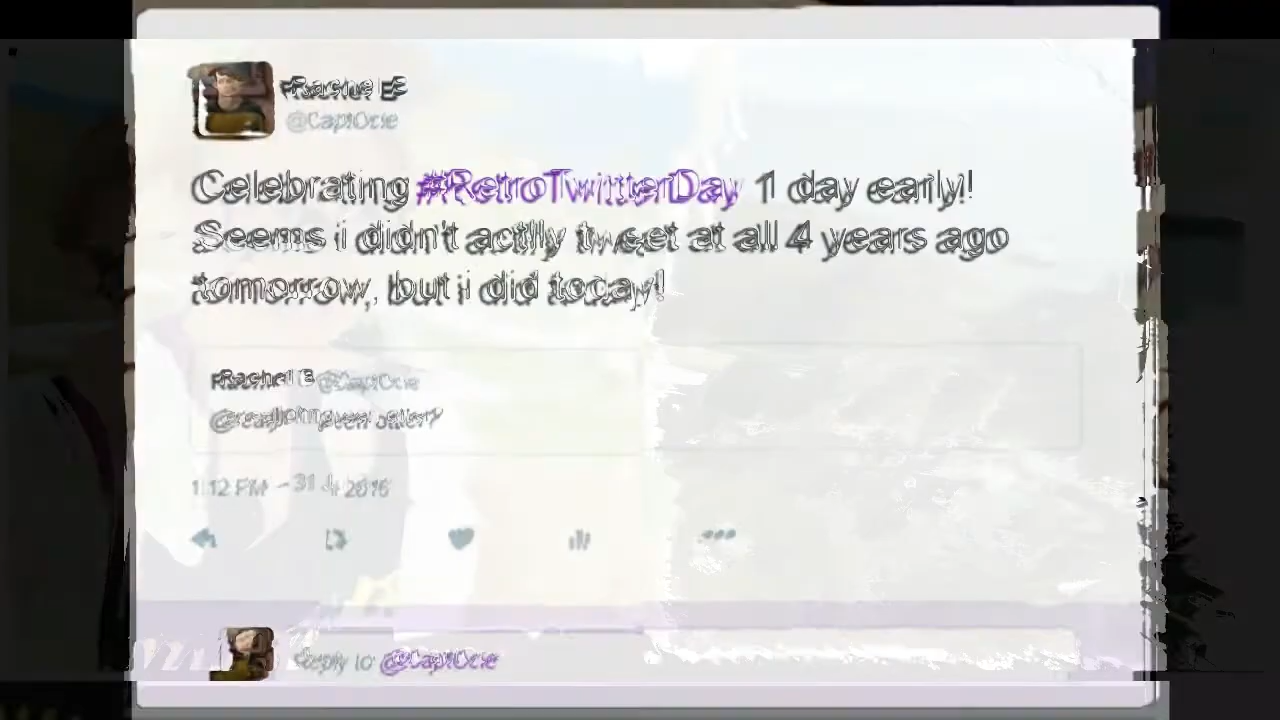 Rachel B
@CaptOcie
Celebrating #RetroTwitterDay 1 day early!
Seems i didn't actlly tweet at all 4 years ago
tomorrow, but i did today!
Rachel B @CaptOcie
1:12 PM - 31 2016
Reply to @CaptOcie